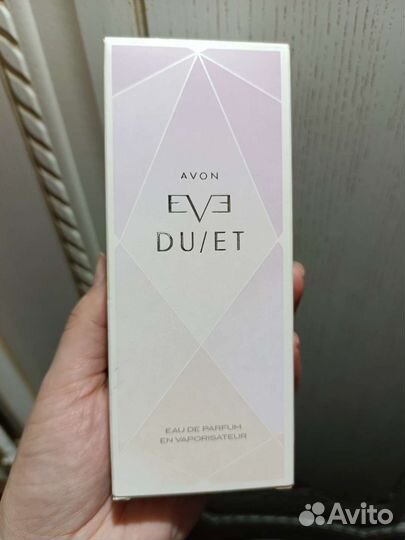 AVON
EVE
DU/ET
EAU DE PARFUM
EN VAPORISATEUR
Avito